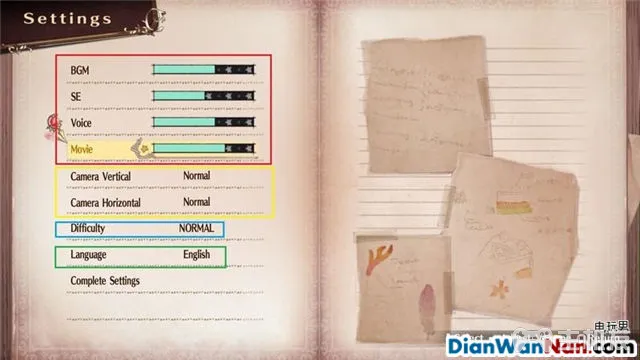 Settings
BGM
SE
Voice
Movie
Camera Vertical Normal
Camera Horizontal Normal
Difficulty NORMAL
Language English
Complete Settings
电玩男
DianWanNan.com